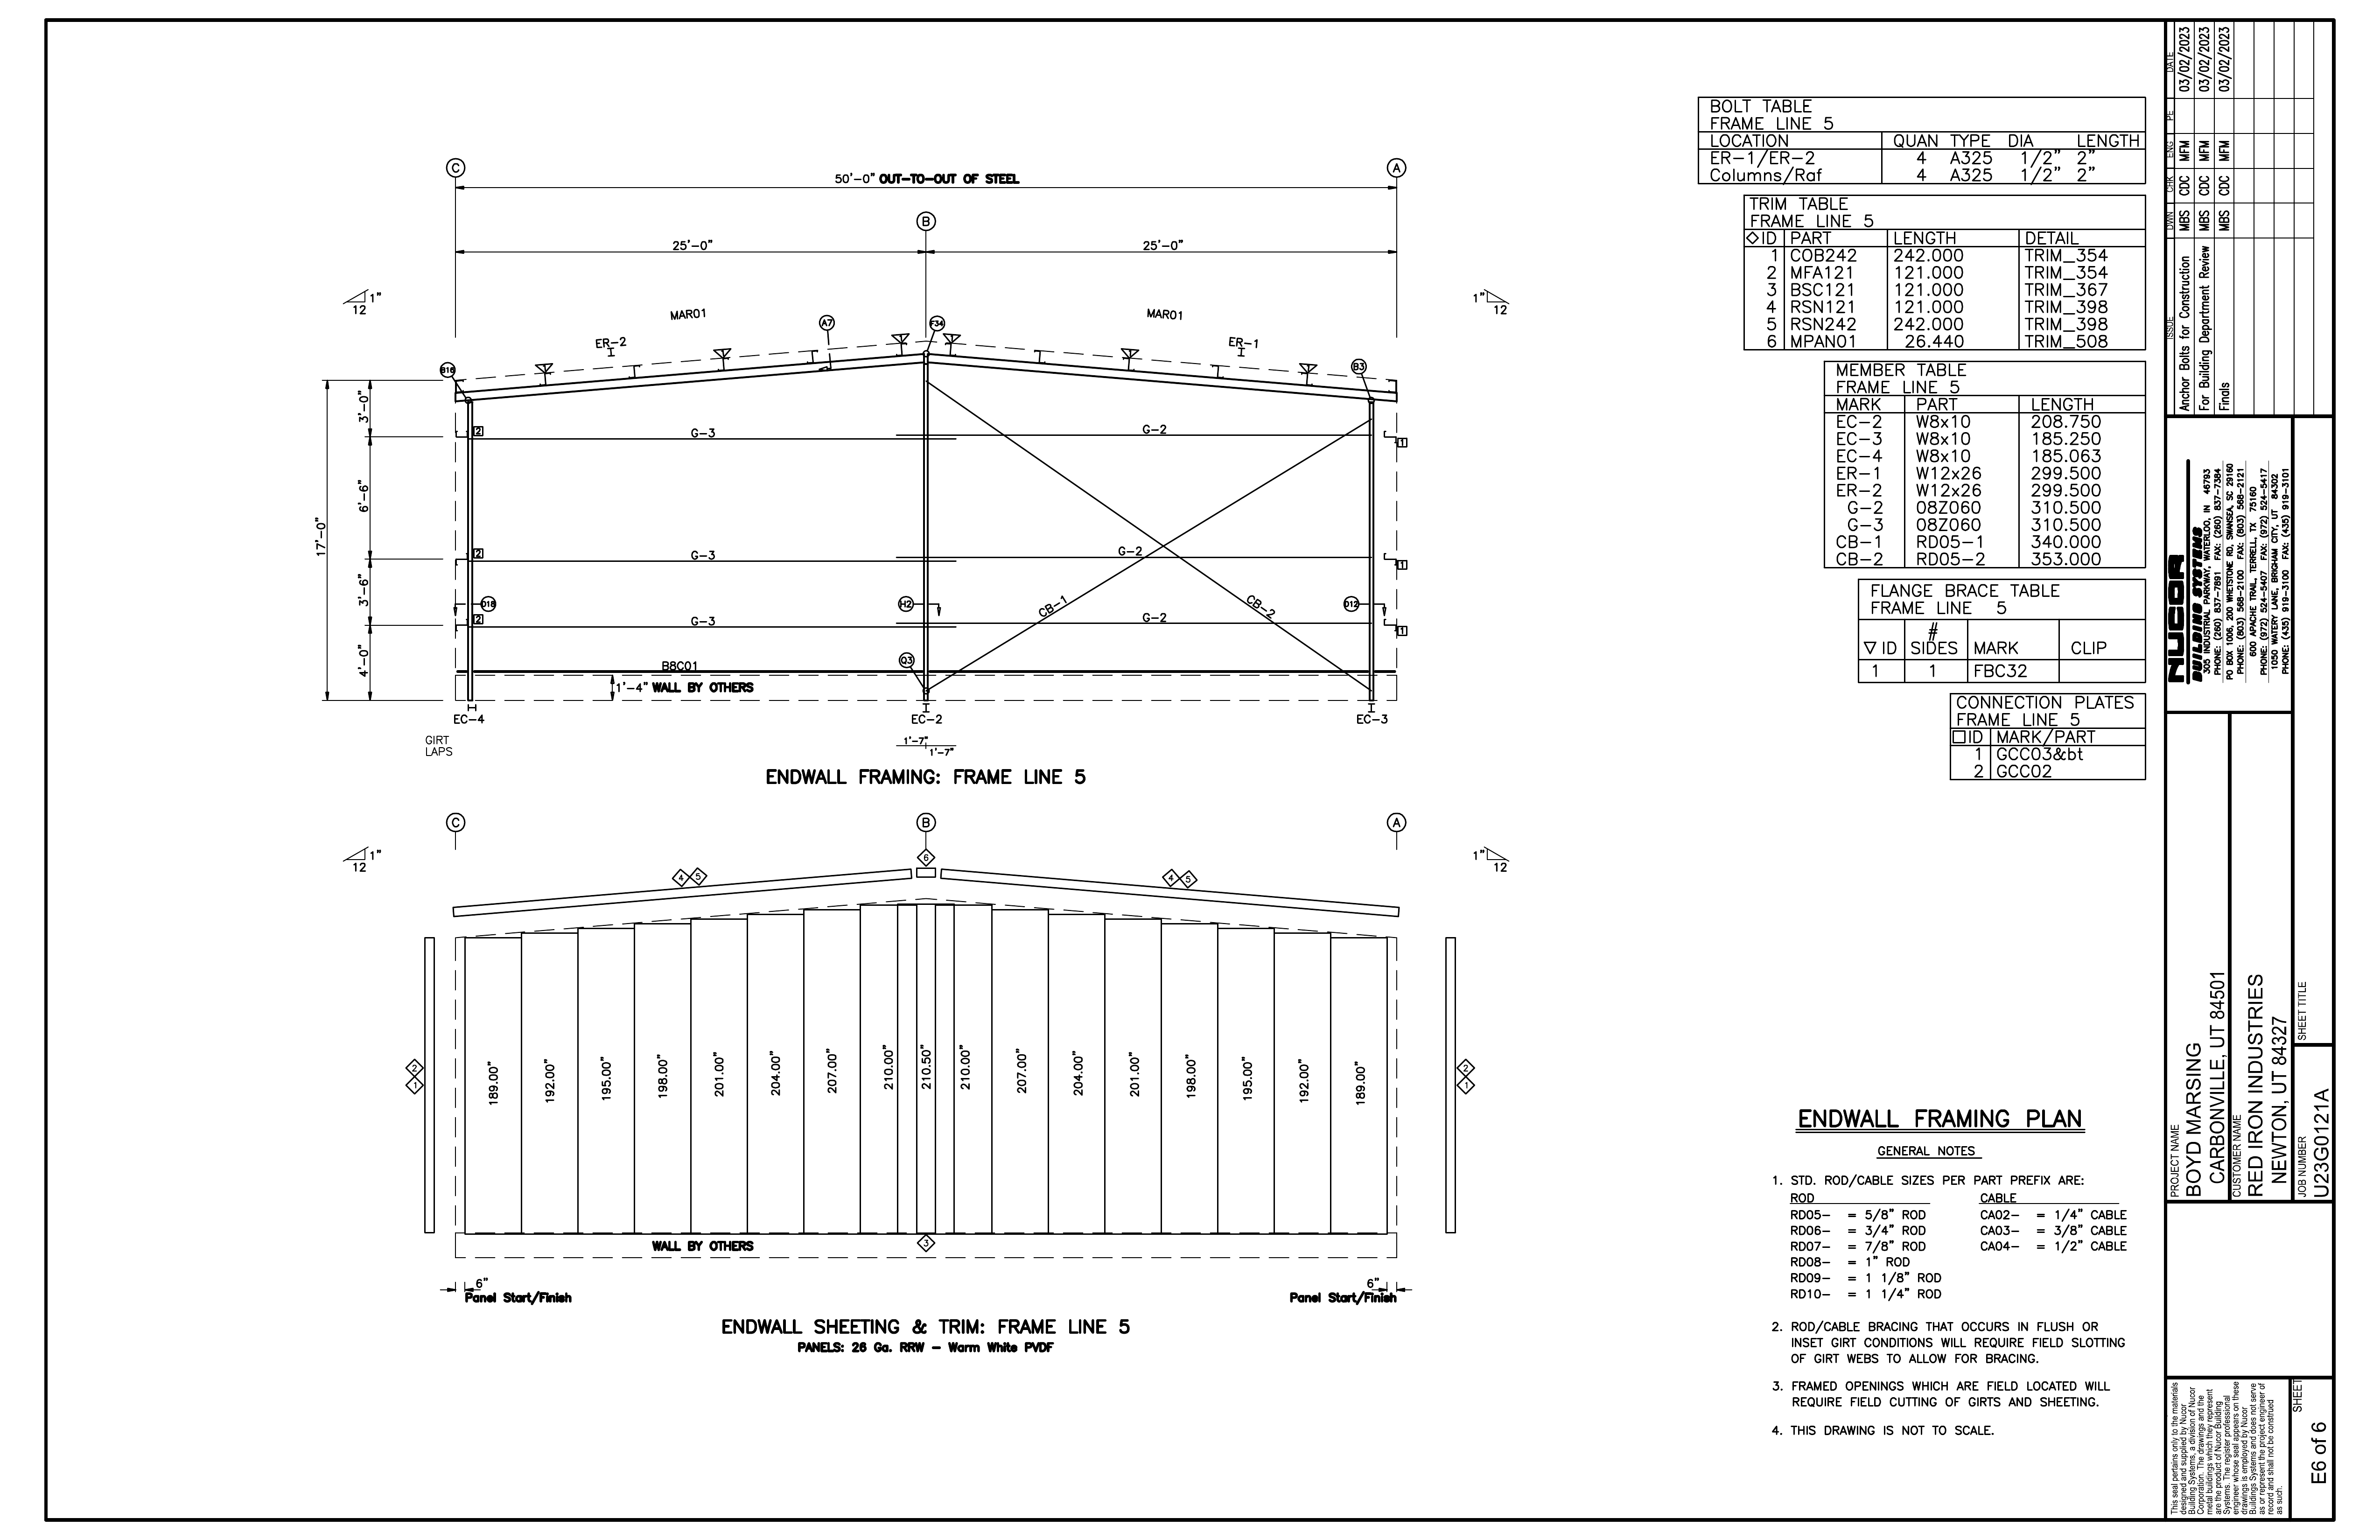 C
A
50'-0" OUT-TO-OUT OF STEEL
B
25'-0"
25'-0"
1"
12
1"
12
MAR01
MAR01
ER-2
A7
F34
ER-1
B16
B3
3'-0"
6'-6"
3'-6"
4'-0"
17'-0"
2
G-3
G-2
1
2
G-3
G-2
1
D18
H2
CB-1
CB-2
D12
2
G-3
G-2
1
Q3
B8C01
1'-4" WALL BY OTHERS
EC-4
EC-2
EC-3
GIRT
LAPS
1'-7"
1'-7"
ENDWALL FRAMING: FRAME LINE 5
C
B
A
1"
12
1"
12
6
4 5
4 5
2
1
189.00"
192.00"
195.00"
198.00"
201.00"
204.00"
207.00"
210.00"
210.50"
210.00"
207.00"
204.00"
201.00"
198.00"
195.00"
192.00"
189.00"
2
1
WALL BY OTHERS
3
6"
Panel Start/Finish
6"
Panel Start/Finish
ENDWALL SHEETING & TRIM: FRAME LINE 5
PANELS: 26 Ga. RRW - Warm White PVDF
BOLT TABLE
FRAME LINE 5
LOCATION QUAN TYPE DIA LENGTH
ER-1/ER-2 4 A325 1/2" 2"
Columns/Raf 4 A325 1/2" 2"
TRIM TABLE
FRAME LINE 5
◇ID PART LENGTH DETAIL
1 COB242 242.000 TRIM_354
2 MFA121 121.000 TRIM_354
3 BSC121 121.000 TRIM_367
4 RSN121 121.000 TRIM_398
5 RSN242 242.000 TRIM_398
6 MPAN01 26.440 TRIM_508
MEMBER TABLE
FRAME LINE 5
MARK PART LENGTH
EC-2 W8x10 208.750
EC-3 W8x10 185.250
EC-4 W8x10 185.063
ER-1 W12x26 299.500
ER-2 W12x26 299.500
G-2 08Z060 310.500
G-3 08Z060 310.500
CB-1 RD05-1 340.000
CB-2 RD05-2 353.000
FLANGE BRACE TABLE
FRAME LINE 5
▽ID # SIDES MARK CLIP
1 1 FBC32
CONNECTION PLATES
FRAME LINE 5
□ID MARK/PART
1 GCC03&bt
2 GCC02
ENDWALL FRAMING PLAN
GENERAL NOTES
1. STD. ROD/CABLE SIZES PER PART PREFIX ARE:
ROD CABLE
RD05- = 5/8" ROD CA02- = 1/4" CABLE
RD06- = 3/4" ROD CA03- = 3/8" CABLE
RD07- = 7/8" ROD CA04- = 1/2" CABLE
RD08- = 1" ROD
RD09- = 1 1/8" ROD
RD10- = 1 1/4" ROD
2. ROD/CABLE BRACING THAT OCCURS IN FLUSH OR
INSET GIRT CONDITIONS WILL REQUIRE FIELD SLOTTING
OF GIRT WEBS TO ALLOW FOR BRACING.
3. FRAMED OPENINGS WHICH ARE FIELD LOCATED WILL
REQUIRE FIELD CUTTING OF GIRTS AND SHEETING.
4. THIS DRAWING IS NOT TO SCALE.
ISSUE DWN CHK ENG PE DATE
Anchor Bolts for Construction MBS CDC MFM 03/02/2023
For Building Department Review MBS CDC MFM 03/02/2023
Finals MBS CDC MFM 03/02/2023
NUCOR
BUILDING SYSTEMS
305 INDUSTRIAL PARKWAY, WATERLOO, IN 46793
PHONE: (260) 837-7891 FAX: (260) 837-7384
PO BOX 1006, 200 WHETSTONE RD, SWANSEA, SC 29160
PHONE: (803) 568-2100 FAX: (803) 568-2121
600 APACHE TRAIL, TERRELL, TX 75160
PHONE: (972) 524-5407 FAX: (972) 524-5417
1050 WATERY LANE, BRIGHAM CITY, UT 84302
PHONE: (435) 919-3100 FAX: (435) 919-3101
PROJECT NAME
BOYD MARSING
CARBONVILLE, UT 84501
CUSTOMER NAME
RED IRON INDUSTRIES
NEWTON, UT 84327
SHEET TITLE
JOB NUMBER
U23G0121A
This seal pertains only to the materials
designed and supplied by Nucor
Building Systems, a division of Nucor
Corporation. The drawings and the
metal buildings which they represent
are the product of Nucor Building
Systems. The register professional
engineer whose seal appears on these
drawings is employed by Nucor
Buildings Systems and does not serve
as or represent the project engineer of
record and shall not be construed
as such.
SHEET
E6 of 6